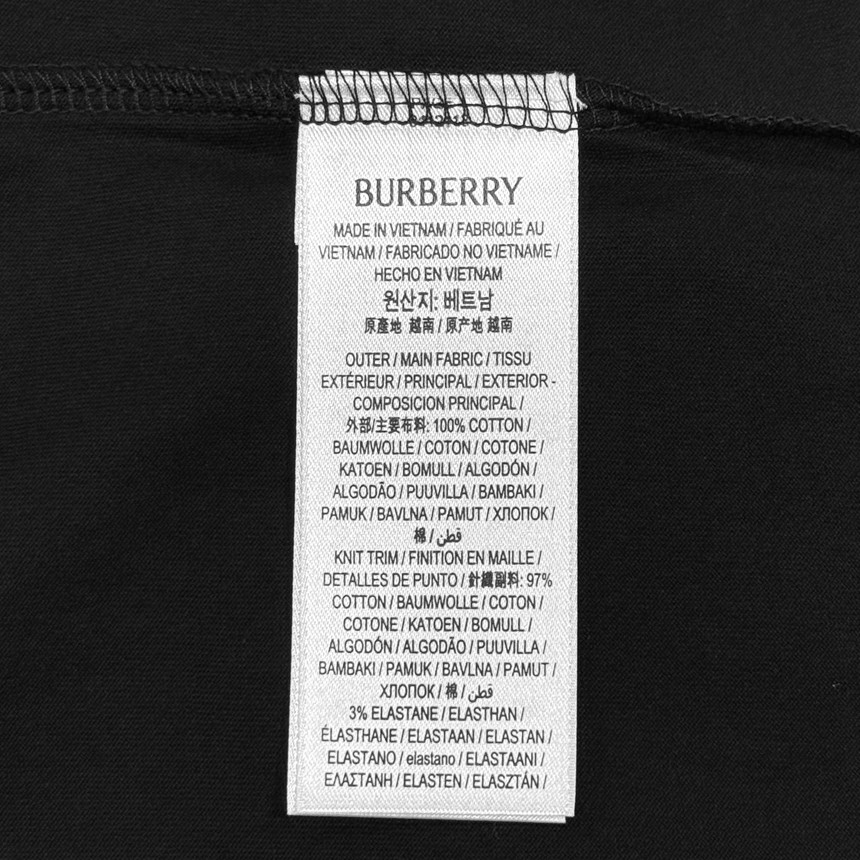 BURBERRY
MADE IN VIETNAM / FABRIQUÉ AU
VIETNAM / FABRICADO NO VIETNAME /
HECHO EN VIETNAM
원산지: 베트남
原產地 越南 / 原产地 越南
OUTER / MAIN FABRIC / TISSU
EXTÉRIEUR / PRINCIPAL / EXTERIOR -
COMPOSICION PRINCIPAL /
外部/主要布料: 100% COTTON /
BAUMWOLLE / COTON / COTONE /
KATOEN / BOMULL / ALGODÓN /
ALGODÃO / PUUVILLA / BAMBAKI /
PAMUK / BAVLNA / PAMUT / ХЛОПОК /
棉 / قطن
KNIT TRIM / FINITION EN MAILLE /
DETALLES DE PUNTO / 針織副料: 97%
COTTON / BAUMWOLLE / COTON /
COTONE / KATOEN / BOMULL /
ALGODÓN / ALGODÃO / PUUVILLA /
BAMBAKI / PAMUK / BAVLNA / PAMUT /
ХЛОПОК / 棉 / قطن
3% ELASTANE / ELASTHAN /
ÉLASTHANE / ELASTAAN / ELASTAN /
ELASTANO / elastano / ELASTAANI /
ΕΛΑΣΤΑΝΗ / ELASTEN / ELASZTÁN /